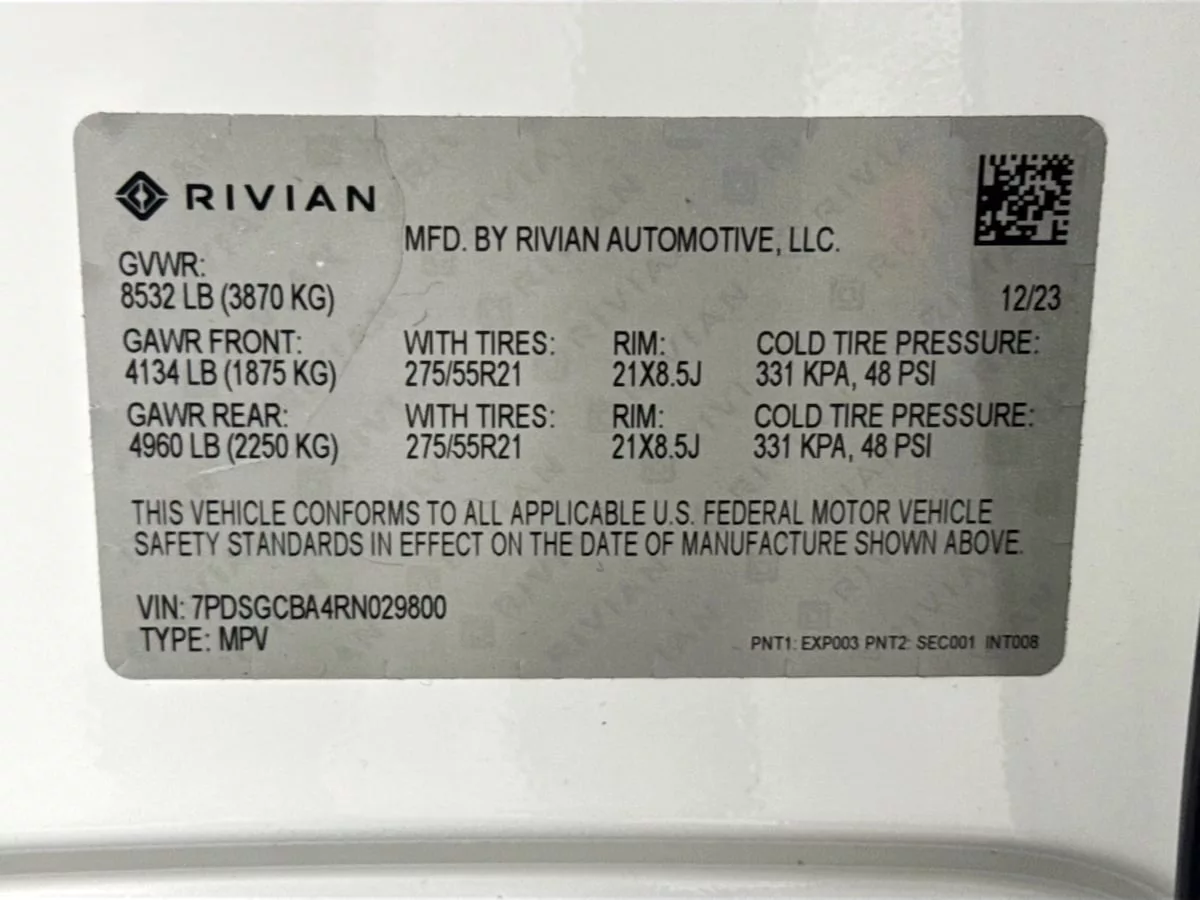 RIVIAN
MFD. BY RIVIAN AUTOMOTIVE, LLC.
GVWR:
8532 LB (3870 KG) 12/23
GAWR FRONT: WITH TIRES: RIM: COLD TIRE PRESSURE:
4134 LB (1875 KG) 275/55R21 21X8.5J 331 KPA, 48 PSI
GAWR REAR: WITH TIRES: RIM: COLD TIRE PRESSURE:
4960 LB (2250 KG) 275/55R21 21X8.5J 331 KPA, 48 PSI
THIS VEHICLE CONFORMS TO ALL APPLICABLE U.S. FEDERAL MOTOR VEHICLE
SAFETY STANDARDS IN EFFECT ON THE DATE OF MANUFACTURE SHOWN ABOVE.
VIN: 7PDSGCBA4RN029800
TYPE: MPV PNT1: EXP003 PNT2: SEC001 INT008